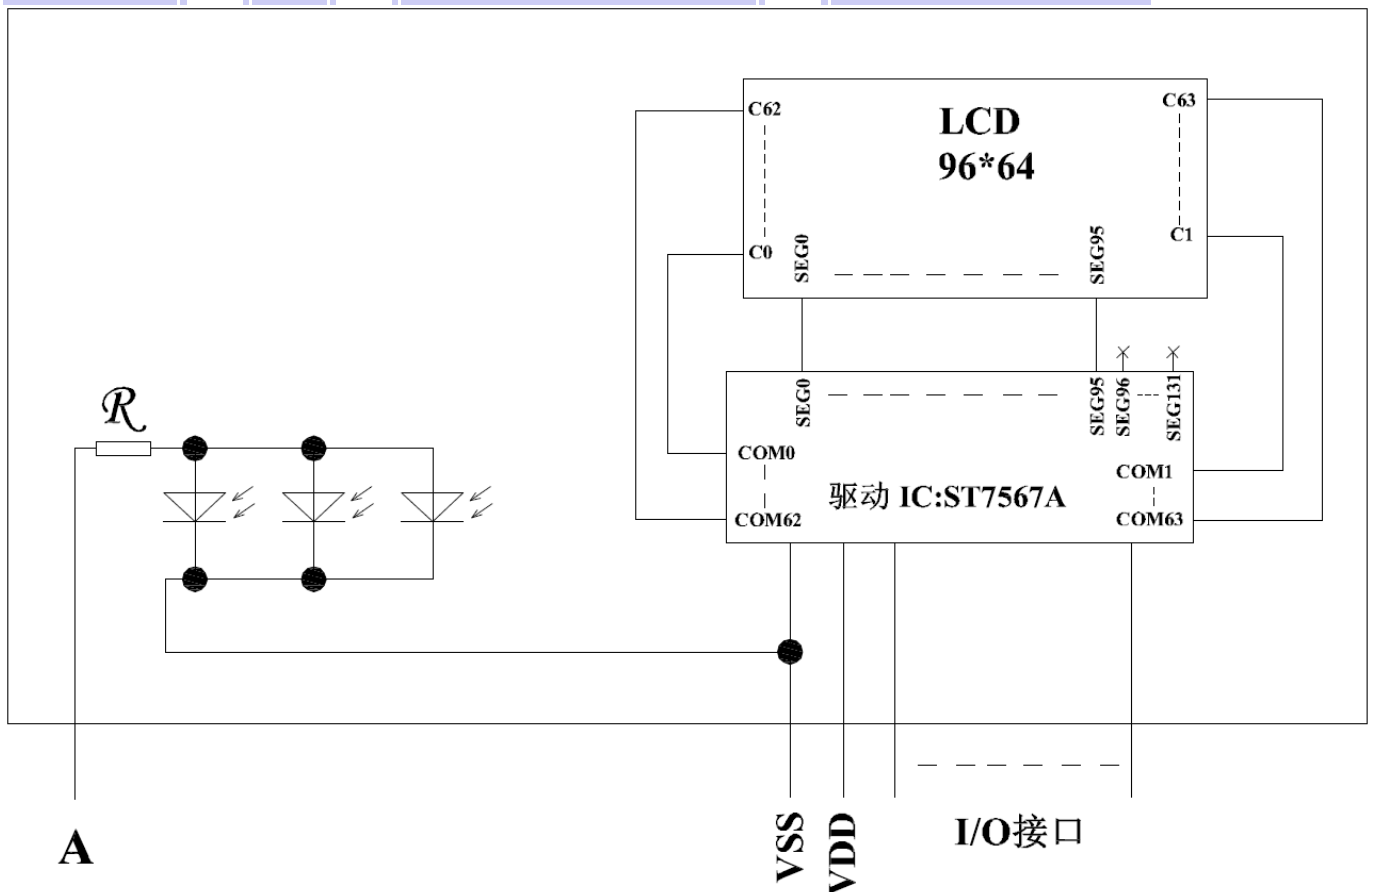 C62
LCD
C63
96*64
C0
SEG0
SEG95
C1
SEG0
SEG95
SEG96
SEG131
R
COM0
COM1
驱动 IC:ST7567A
COM62
COM63
A
VSS
VDD
I/O接口